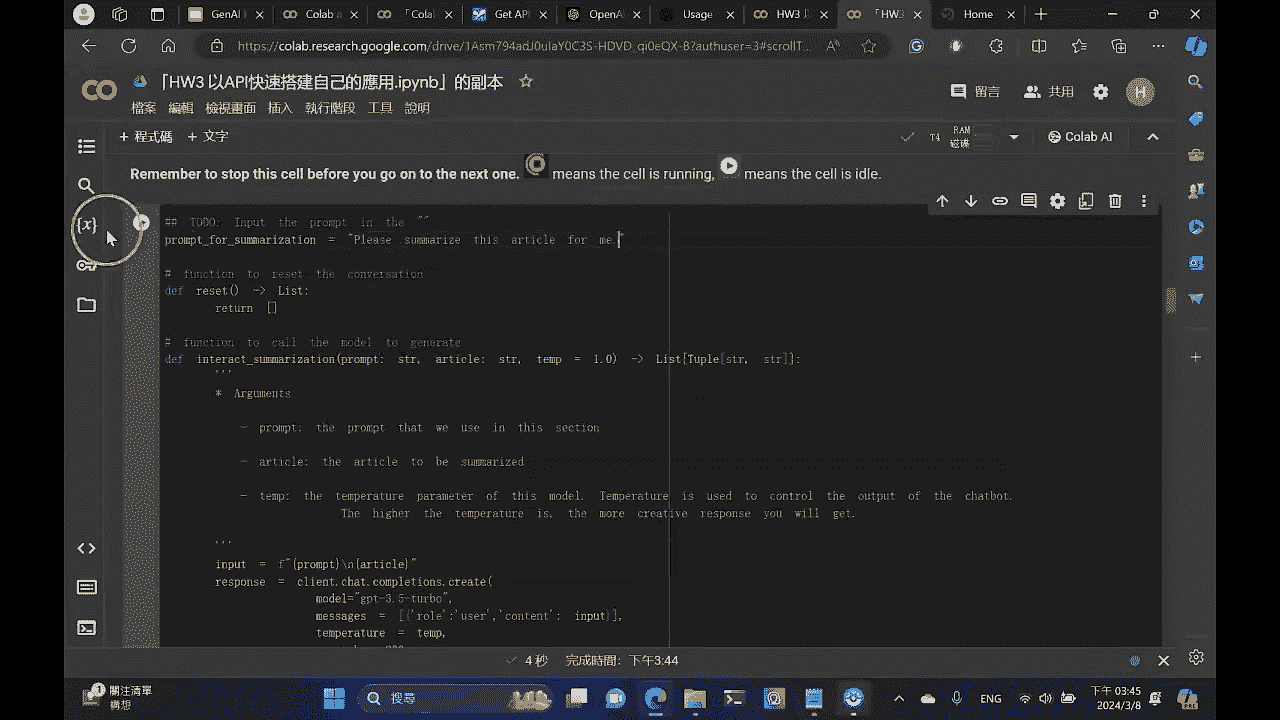 GenAI
Colab a
「Colal
Get API
OpenA
Usage
HW3
「HW3
Home
https://colab.research.google.com/drive/1Asm794adJ0uIaY0C3S-HDVD_qi0eQX-B?authuser=3#scrollT...
「HW3 以API快速搭建自己的應用.ipynb」的副本
留言
共用
H
檔案 編輯 檢視畫面 插入 執行階段 工具 說明
+ 程式碼 + 文字
T4
RAM
磁碟
Colab AI
Remember to stop this cell before you go on to the next one. means the cell is running, means the cell is idle.
{x}
## TODO: Input the prompt in the ""
prompt_for_summarization = "Please summarize this article for me."
# function to reset the conversation
def reset() -> List:
return []
# function to call the model to generate
def interact_summarization(prompt: str, article: str, temp = 1.0) -> List[Tuple[str, str]]:
'''
* Arguments
- prompt: the prompt that we use in this section
- article: the article to be summarized
- temp: the temperature parameter of this model. Temperature is used to control the output of the chatbot.
The higher the temperature is, the more creative response you will get.
'''
input = f"{prompt}\n{article}"
response = client.chat.completions.create(
model="gpt-3.5-turbo",
messages = [{'role':'user','content': input}],
temperature = temp,
4 秒 完成時間: 下午3:44
1
關注清單
構想
搜尋
ENG
下午 03:45
2024/3/8